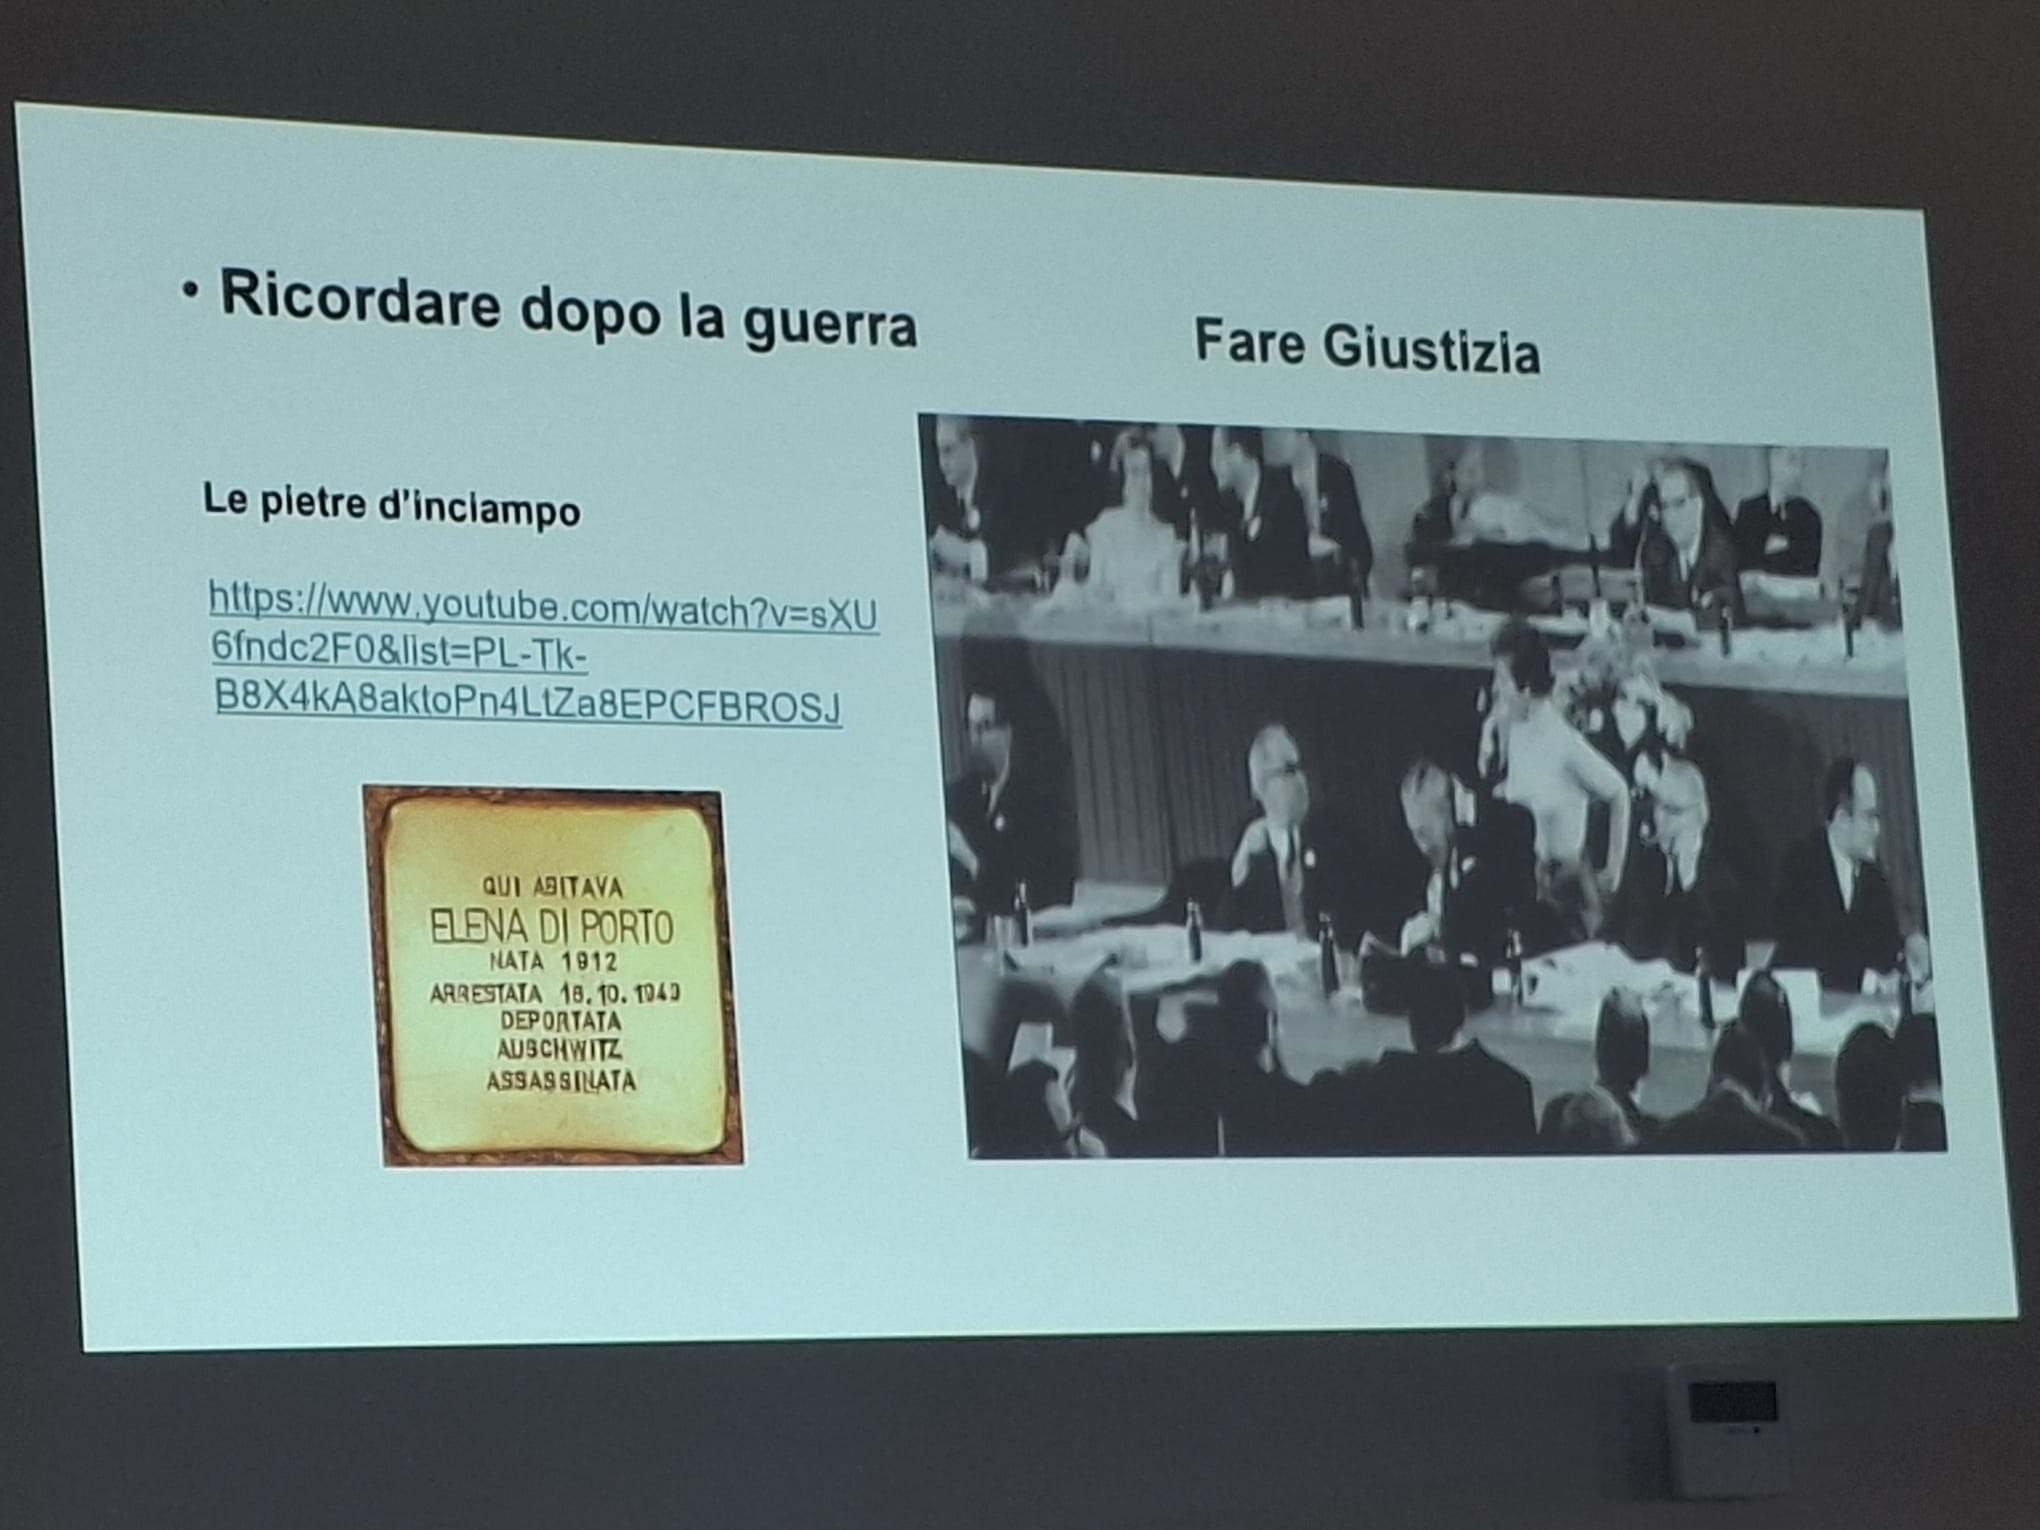 • Ricordare dopo la guerra
Fare Giustizia
Le pietre d'inciampo
https://www.youtube.com/watch?v=sXU
6fndc2F0&list=PL-Tk-
B8X4kA8aktoPn4LtZa8EPCFBROSJ
QUI ABITAVA
ELENA DI PORTO
NATA 1912
ARRESTATA 16.10.1943
DEPORTATA
AUSCHWITZ
ASSASSINATA